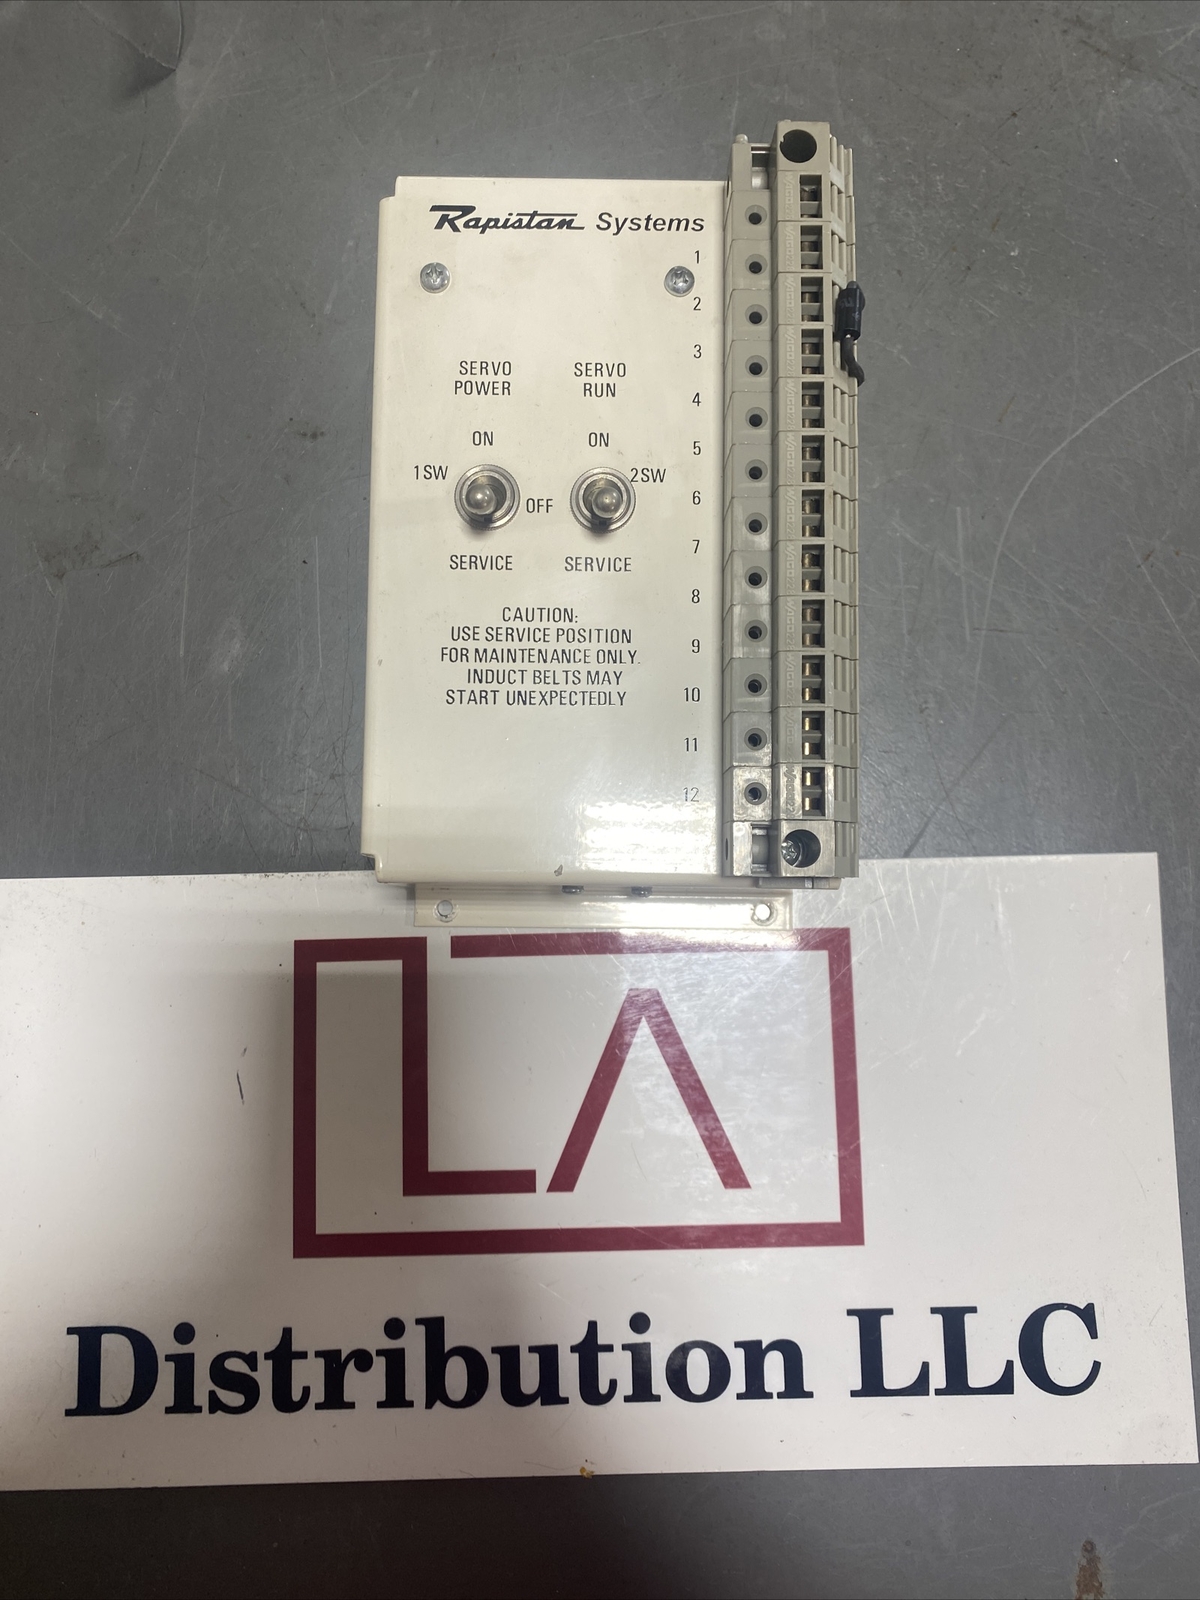 Rapistan Systems
1
2
3
4
5
6
7
8
9
10
11
12
SERVO
POWER
SERVO
RUN
ON
ON
1SW
2SW
OFF
SERVICE
SERVICE
CAUTION:
USE SERVICE POSITION
FOR MAINTENANCE ONLY.
INDUCT BELTS MAY
START UNEXPECTEDLY
LA
Distribution LLC